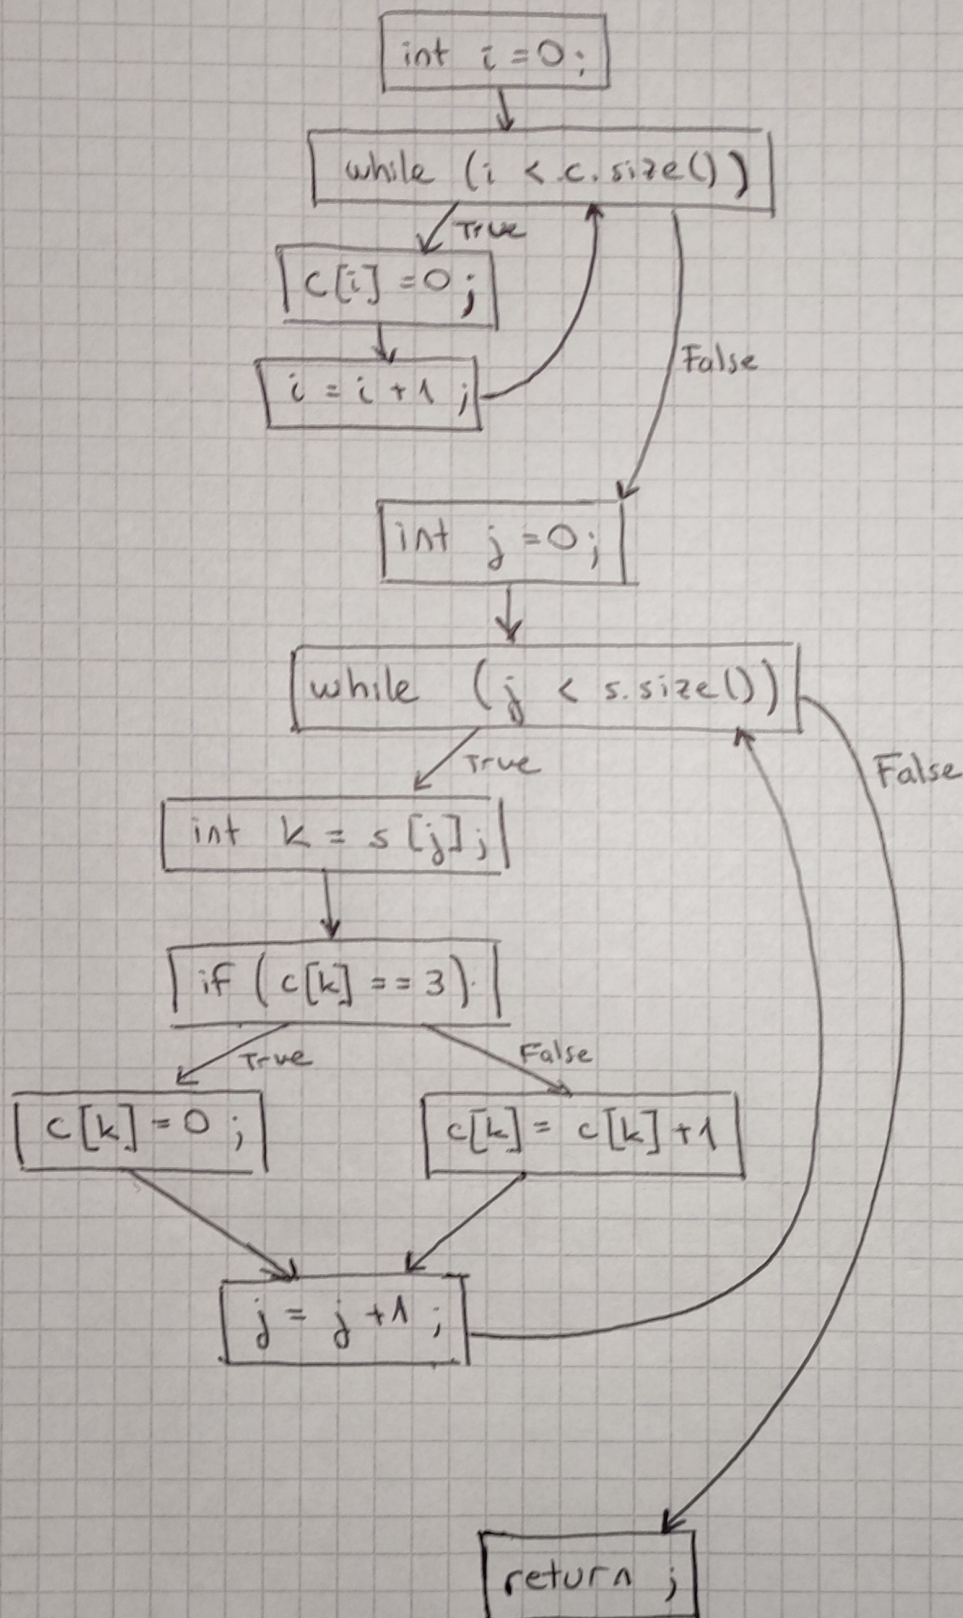 int i = 0;
while (i < c.size())
True
c[i] = 0;
i = i + 1;
False
int j = 0;
while (j < s.size())
True
False
int k = s[j];
if (c[k] == 3)
True
False
c[k] = 0;
c[k] = c[k] + 1
j = j + 1;
return;